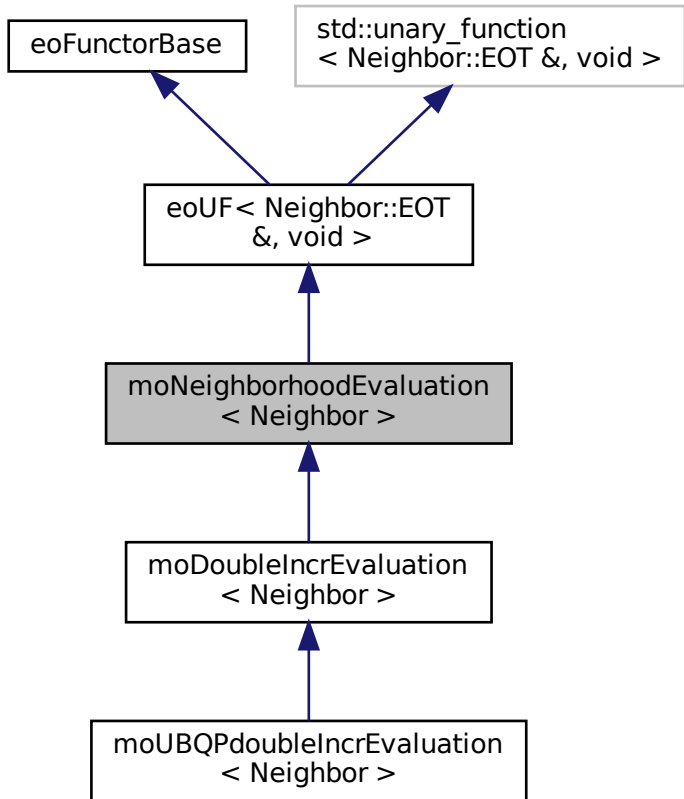 eoFunctorBase
std::unary_function
< Neighbor::EOT &, void >
eoUF< Neighbor::EOT
&, void >
moNeighborhoodEvaluation
< Neighbor >
moDoubleIncrEvaluation
< Neighbor >
moUBQPdoubleIncrEvaluation
< Neighbor >